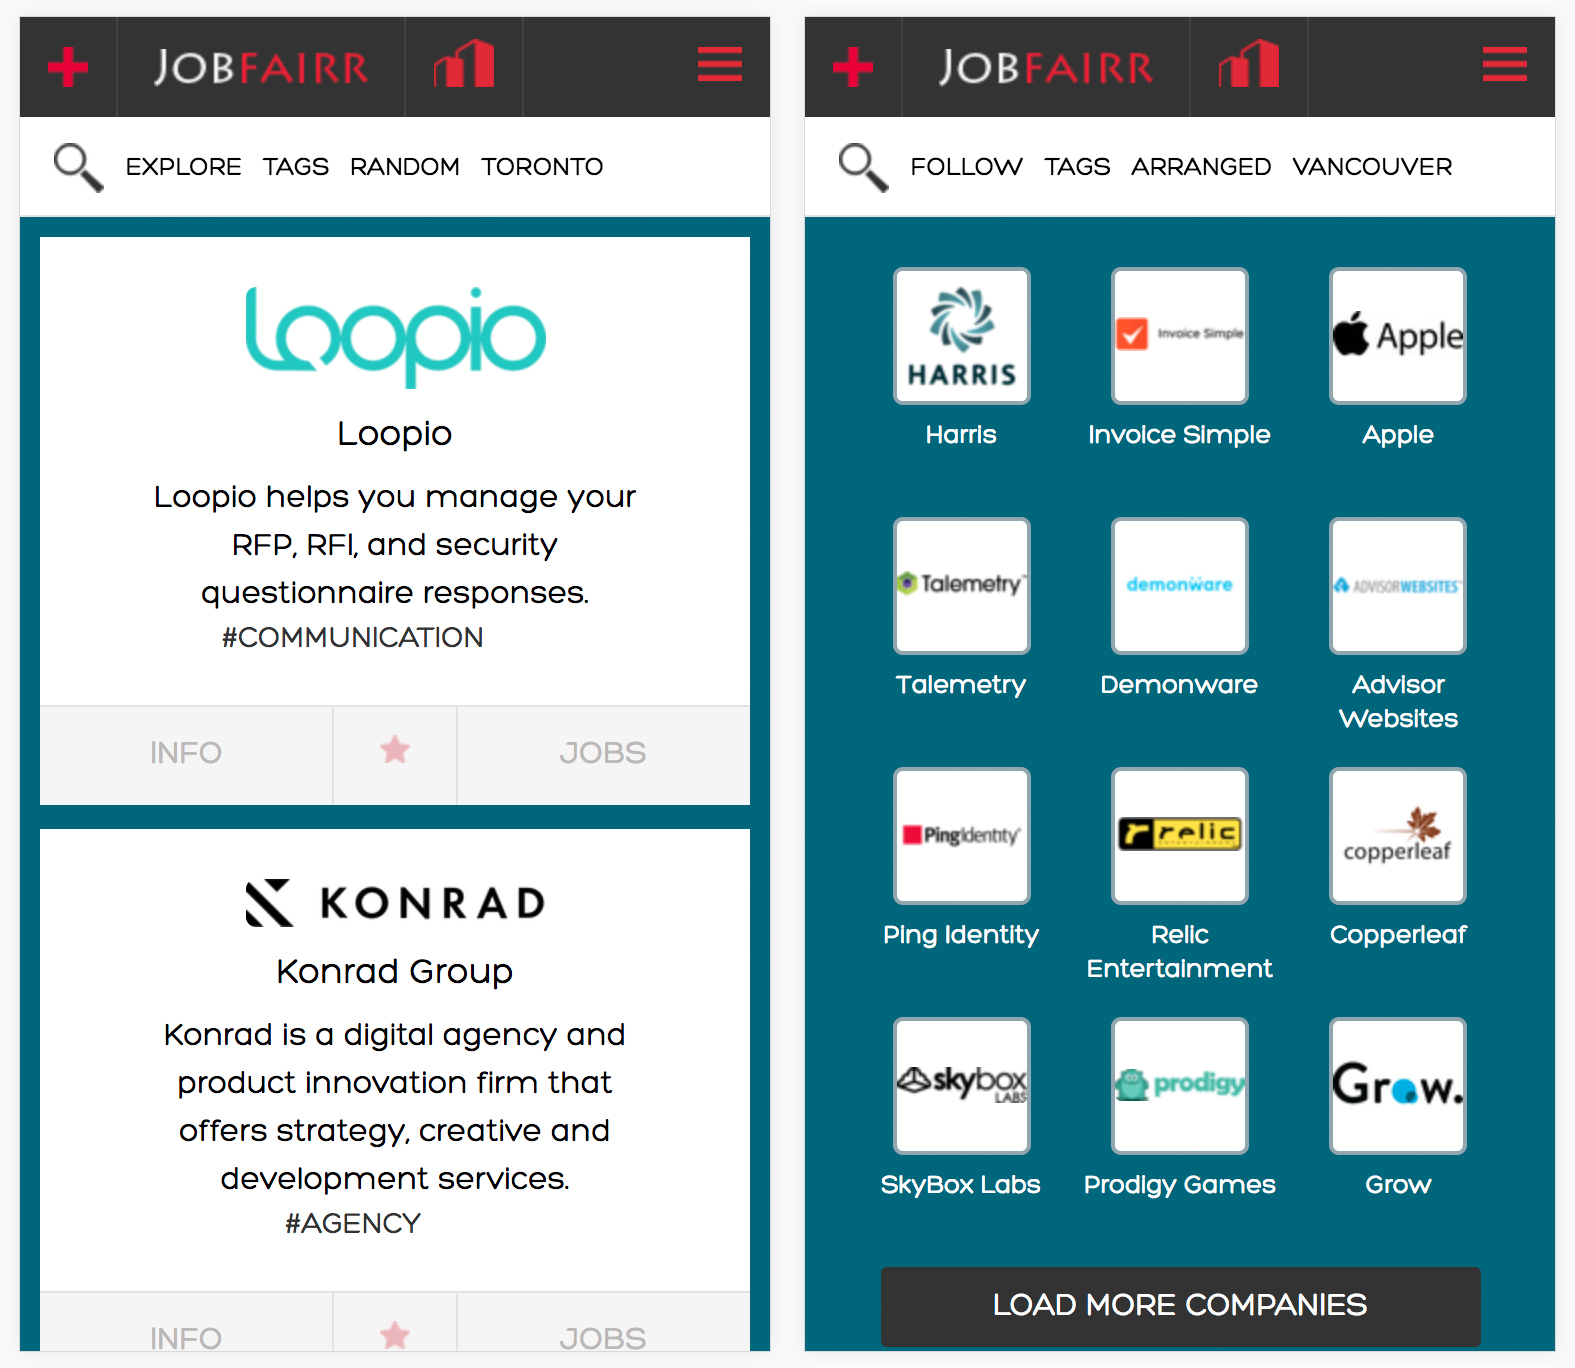 JOBFAIRR
EXPLORE TAGS RANDOM TORONTO
Loopio
Loopio
Loopio helps you manage your
RFP, RFI, and security
questionnaire responses.
#COMMUNICATION
INFO JOBS
KONRAD
Konrad Group
Konrad is a digital agency and
product innovation firm that
offers strategy, creative and
development services.
#AGENCY
INFO JOBS
JOBFAIRR
FOLLOW TAGS ARRANGED VANCOUVER
HARRIS
Harris
Invoice Simple
Invoice Simple
Apple
Apple
Talemetry™
Talemetry
demonware
Demonware
ADVISORWEBSITES™
Advisor
Websites
PingIdentity®
Ping Identity
relic
Relic
Entertainment
copperleaf
Copperleaf
skybox
LABS
SkyBox Labs
prodigy
Prodigy Games
Grow.
Grow
LOAD MORE COMPANIES